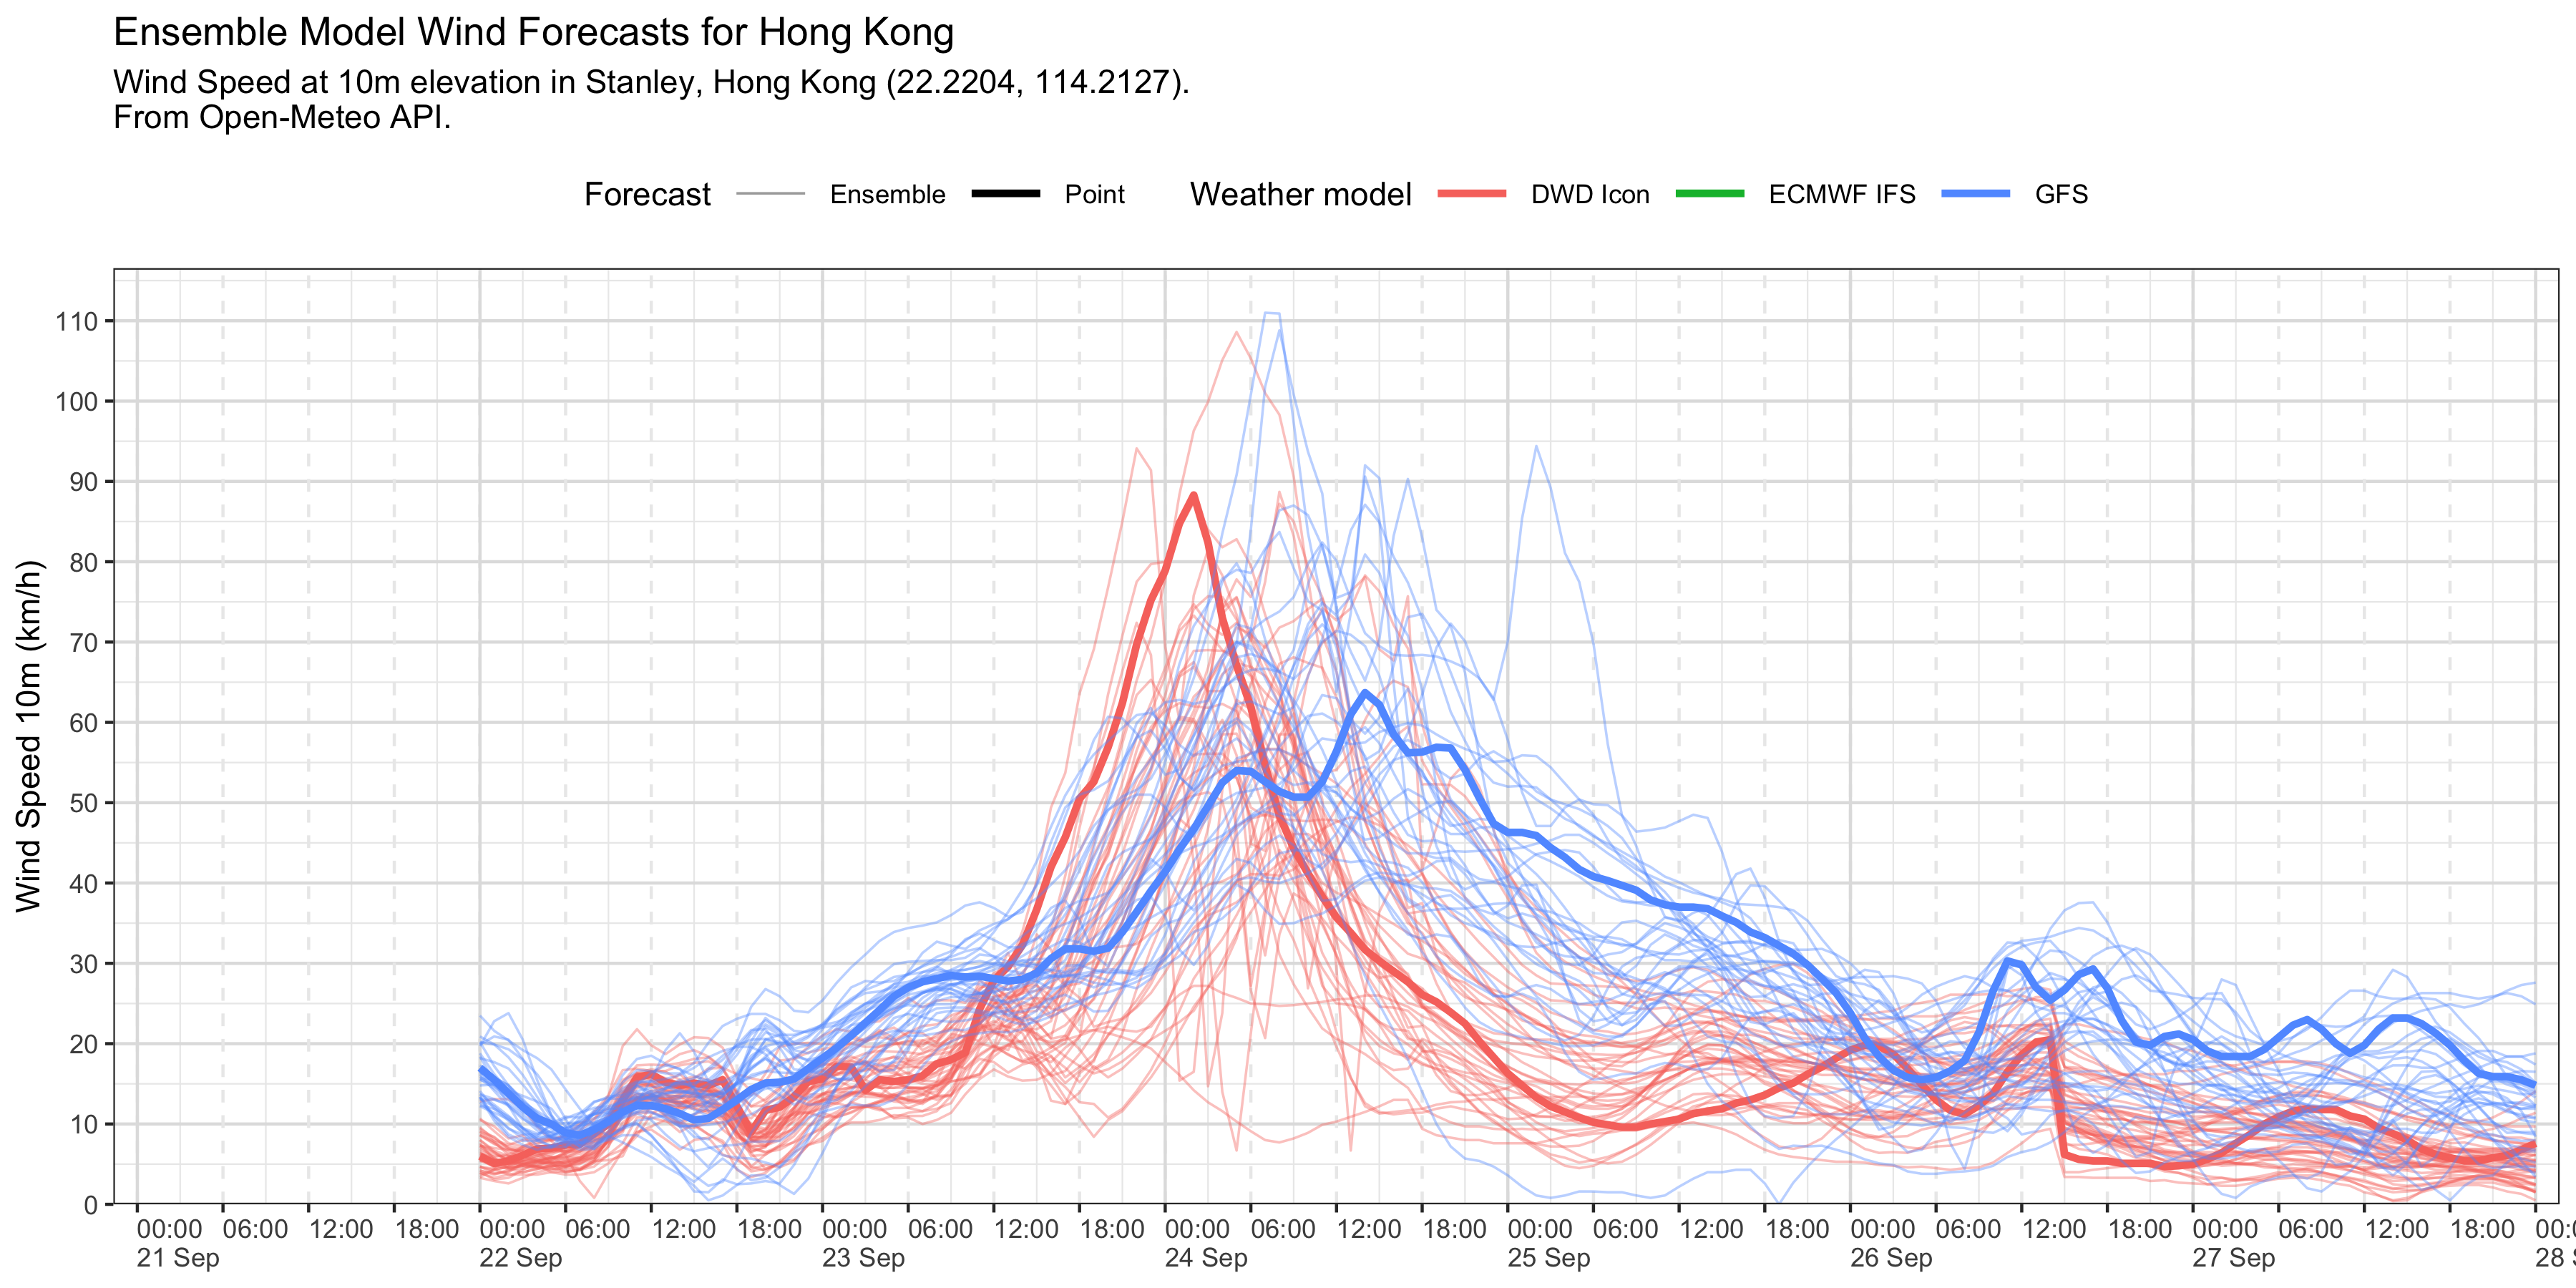 Ensemble Model Wind Forecasts for Hong Kong
Wind Speed at 10m elevation in Stanley, Hong Kong (22.2204, 114.2127).
From Open-Meteo API.
Forecast Ensemble Point Weather model DWD Icon ECMWF IFS GFS
Wind Speed 10m (km/h)
110
100
90
80
70
60
50
40
30
20
10
0
00:00 06:00 12:00 18:00 00:00 06:00 12:00 18:00 00:00 06:00 12:00 18:00 00:00 06:00 12:00 18:00 00:00 06:00 12:00 18:00 00:00 06:00 12:00 18:00 00:00 06:00 12:00 18:00 00:0
21 Sep 22 Sep 23 Sep 24 Sep 25 Sep 26 Sep 27 Sep 28 S